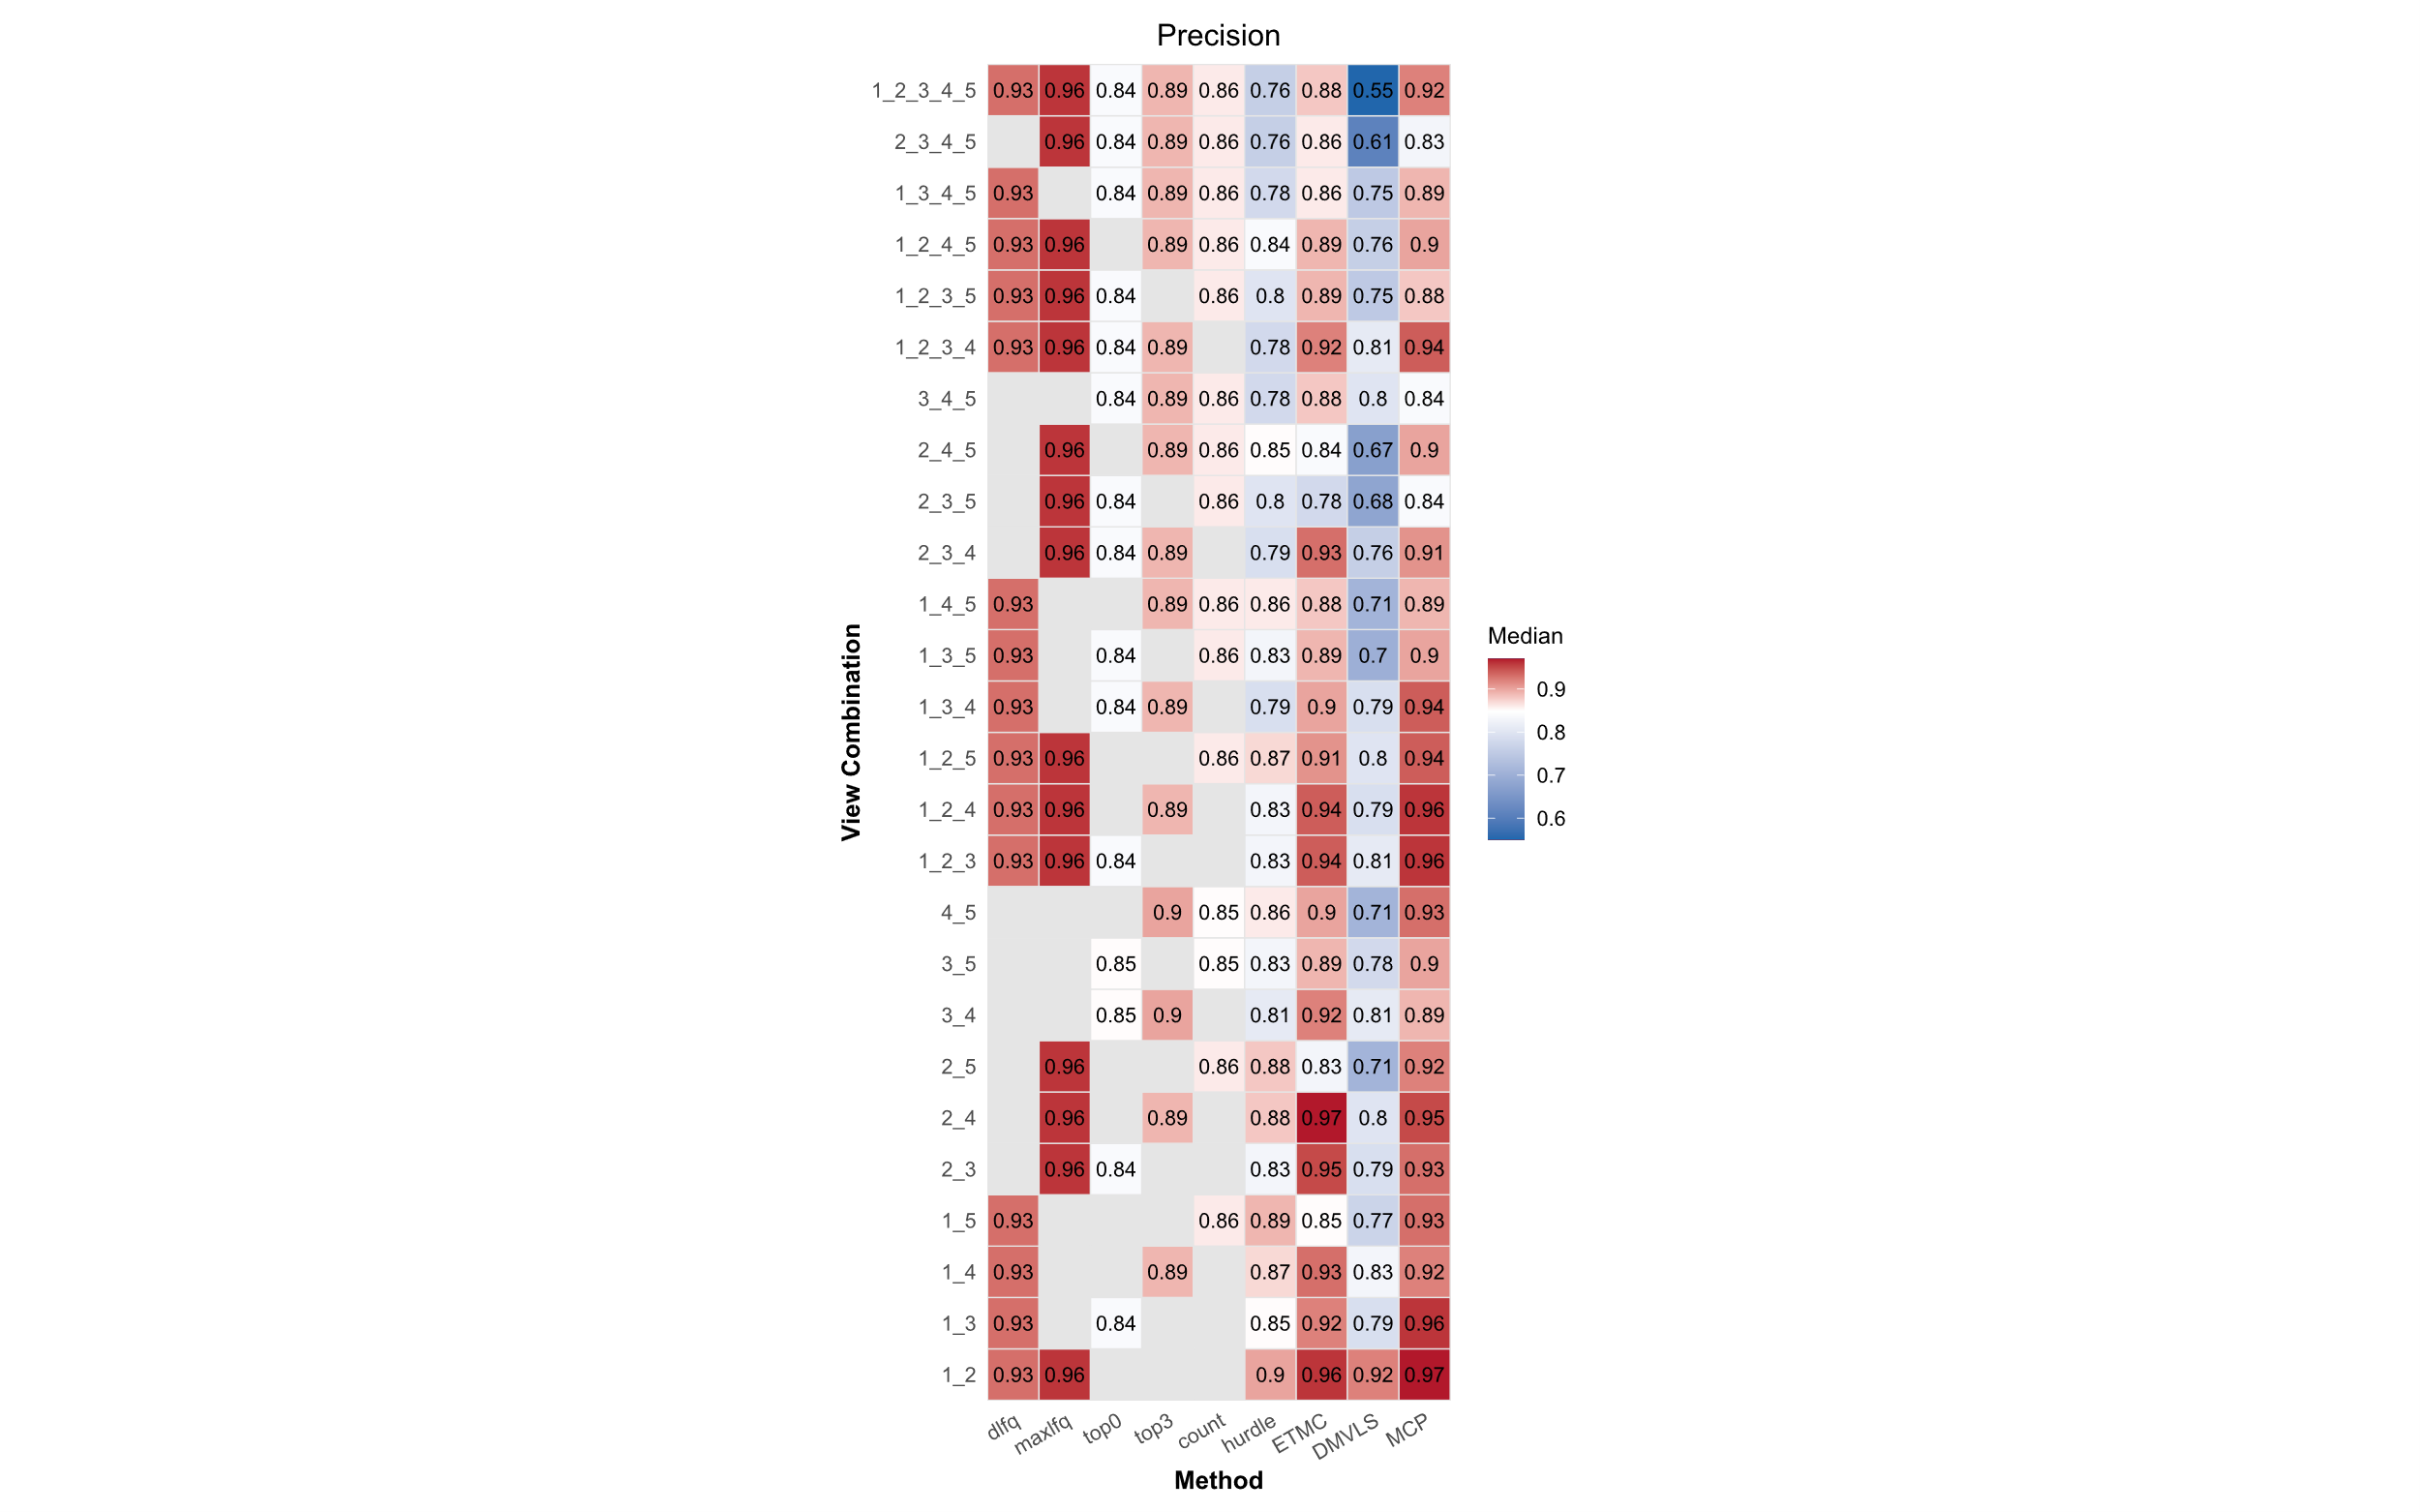 Precision
1_2_3_4_5 0.93 0.96 0.84 0.89 0.86 0.76 0.88 0.55 0.92
2_3_4_5 0.96 0.84 0.89 0.86 0.76 0.86 0.61 0.83
1_3_4_5 0.93 0.84 0.89 0.86 0.78 0.86 0.75 0.89
1_2_4_5 0.93 0.96 0.89 0.86 0.84 0.89 0.76 0.9
1_2_3_5 0.93 0.96 0.84 0.86 0.8 0.89 0.75 0.88
1_2_3_4 0.93 0.96 0.84 0.89 0.78 0.92 0.81 0.94
3_4_5 0.84 0.89 0.86 0.78 0.88 0.8 0.84
2_4_5 0.96 0.89 0.86 0.85 0.84 0.67 0.9
2_3_5 0.96 0.84 0.86 0.8 0.78 0.68 0.84
2_3_4 0.96 0.84 0.89 0.79 0.93 0.76 0.91
1_4_5 0.93 0.89 0.86 0.86 0.88 0.71 0.89
1_3_5 0.93 0.84 0.86 0.83 0.89 0.7 0.9
1_3_4 0.93 0.84 0.89 0.79 0.9 0.79 0.94
1_2_5 0.93 0.96 0.86 0.87 0.91 0.8 0.94
1_2_4 0.93 0.96 0.89 0.83 0.94 0.79 0.96
1_2_3 0.93 0.96 0.84 0.83 0.94 0.81 0.96
4_5 0.9 0.85 0.86 0.9 0.71 0.93
3_5 0.85 0.85 0.83 0.89 0.78 0.9
3_4 0.85 0.9 0.81 0.92 0.81 0.89
2_5 0.96 0.86 0.88 0.83 0.71 0.92
2_4 0.96 0.89 0.88 0.97 0.8 0.95
2_3 0.96 0.84 0.83 0.95 0.79 0.93
1_5 0.93 0.86 0.89 0.85 0.77 0.93
1_4 0.93 0.89 0.87 0.93 0.83 0.92
1_3 0.93 0.84 0.85 0.92 0.79 0.96
1_2 0.93 0.96 0.9 0.96 0.92 0.97
dlfq maxlfq top0 top3 count hurdle ETMC DMVLS MCP
Method
View Combination
Median
0.9
0.8
0.7
0.6